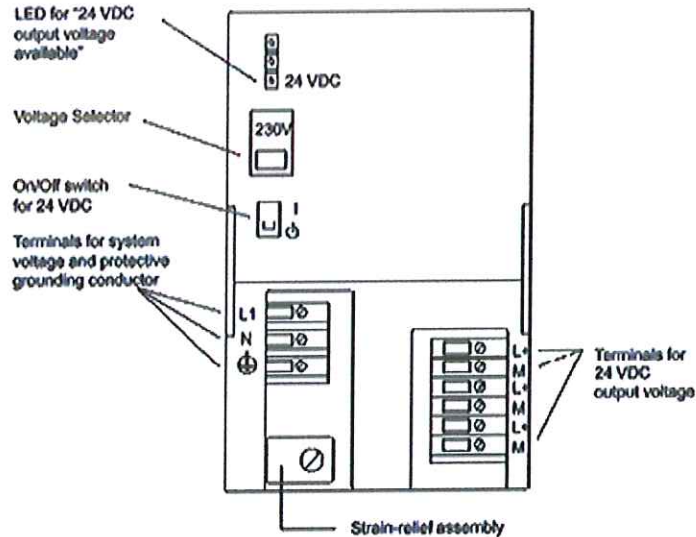 LED for "24 VDC
output voltage
available"
24 VDC
Voltage Selector
230V
On/Off switch
for 24 VDC
I
Terminals for system
voltage and protective
grounding conductor
L1
N
L+
M
L+
M
L+
M
Terminals for
24 VDC
output voltage
Strain-relief assembly